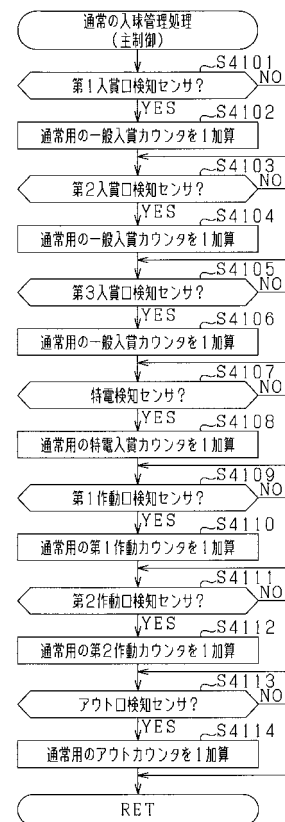 通常の入球管理処理
(主制御)
S4101
第1入賞口検知センサ?
NO
YES
S4102
通常用の一般入賞カウンタを1加算
S4103
第2入賞口検知センサ?
NO
YES
S4104
通常用の一般入賞カウンタを1加算
S4105
第3入賞口検知センサ?
NO
YES
S4106
通常用の一般入賞カウンタを1加算
S4107
特電検知センサ?
NO
YES
S4108
通常用の特電入賞カウンタを1加算
S4109
第1作動口検知センサ?
NO
YES
S4110
通常用の第1作動カウンタを1加算
S4111
第2作動口検知センサ?
NO
YES
S4112
通常用の第2作動カウンタを1加算
S4113
アウト口検知センサ?
NO
YES
S4114
通常用のアウトカウンタを1加算
RET